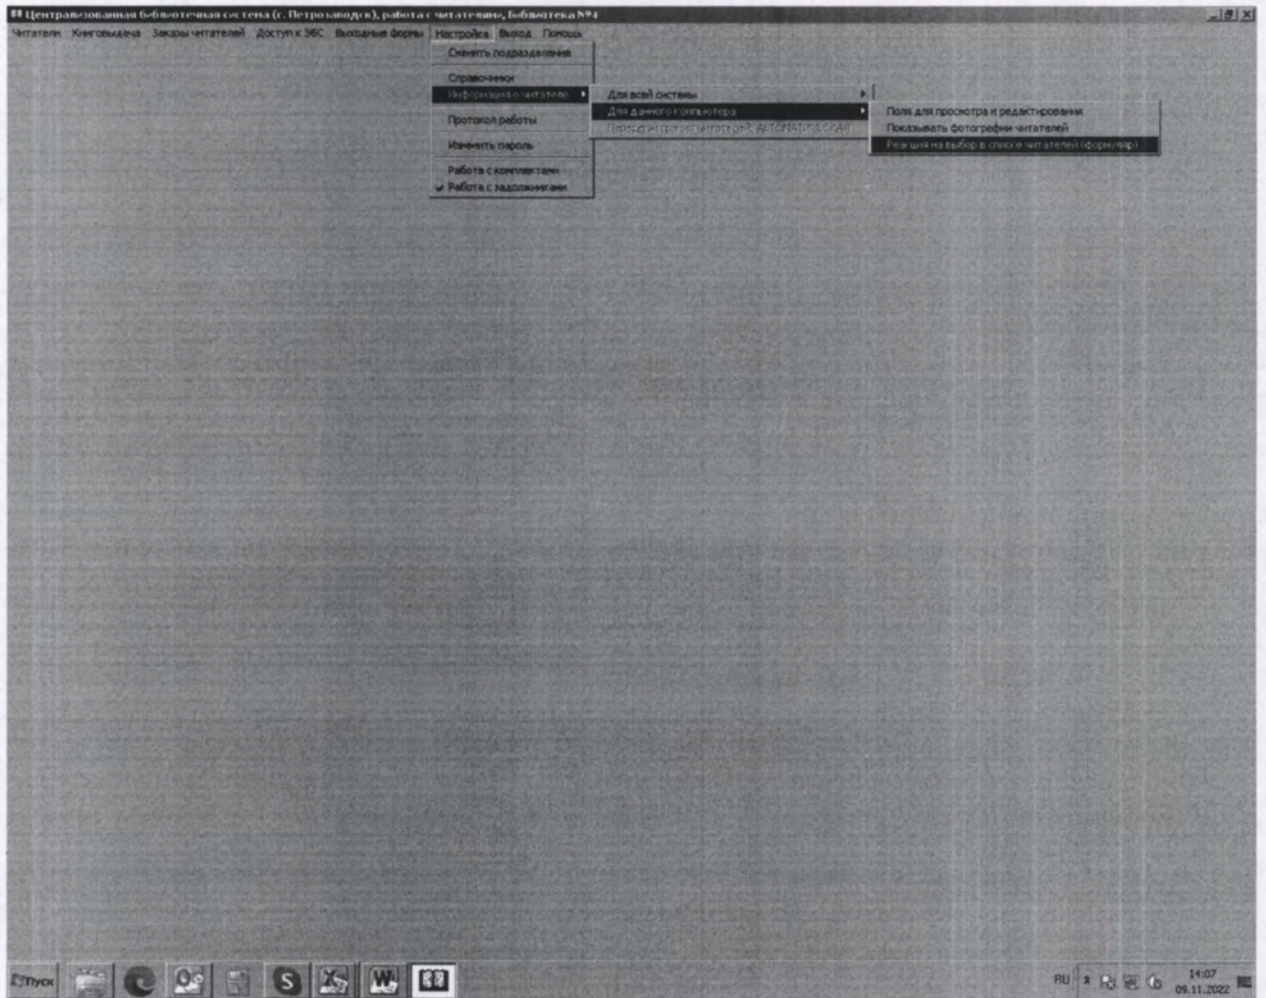 Централизованная библиотечная система (г. Петрозаводск), работа с читателями, Библиотека №4
Читатели Книговыдача Заказы читателей Доступ к ЭБС Выходные формы Настройка Выход Помощь
Сменить подразделение
Справочники
Информация о читателе
Для всей системы
Для данного компьютера
Поля для просмотра и редактирования
Показывать фотографии читателей
Реакция на выбор в списке читателей (формуляр)
Протокол работы
Изменить пароль
Работа с комплектами
Работа с задолжниками
Пуск
RU
14:07
09.11.2022